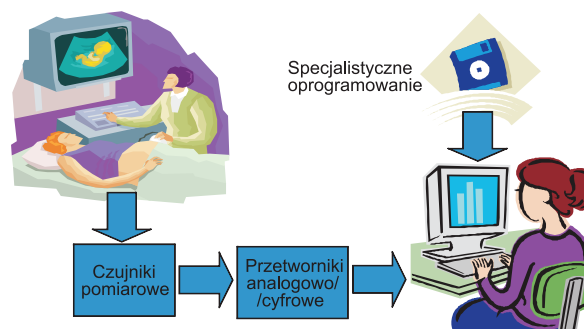 Specjalistyczne
oprogramowanie
Czujniki
pomiarowe
Przetworniki
analogowo/
/cyfrowe